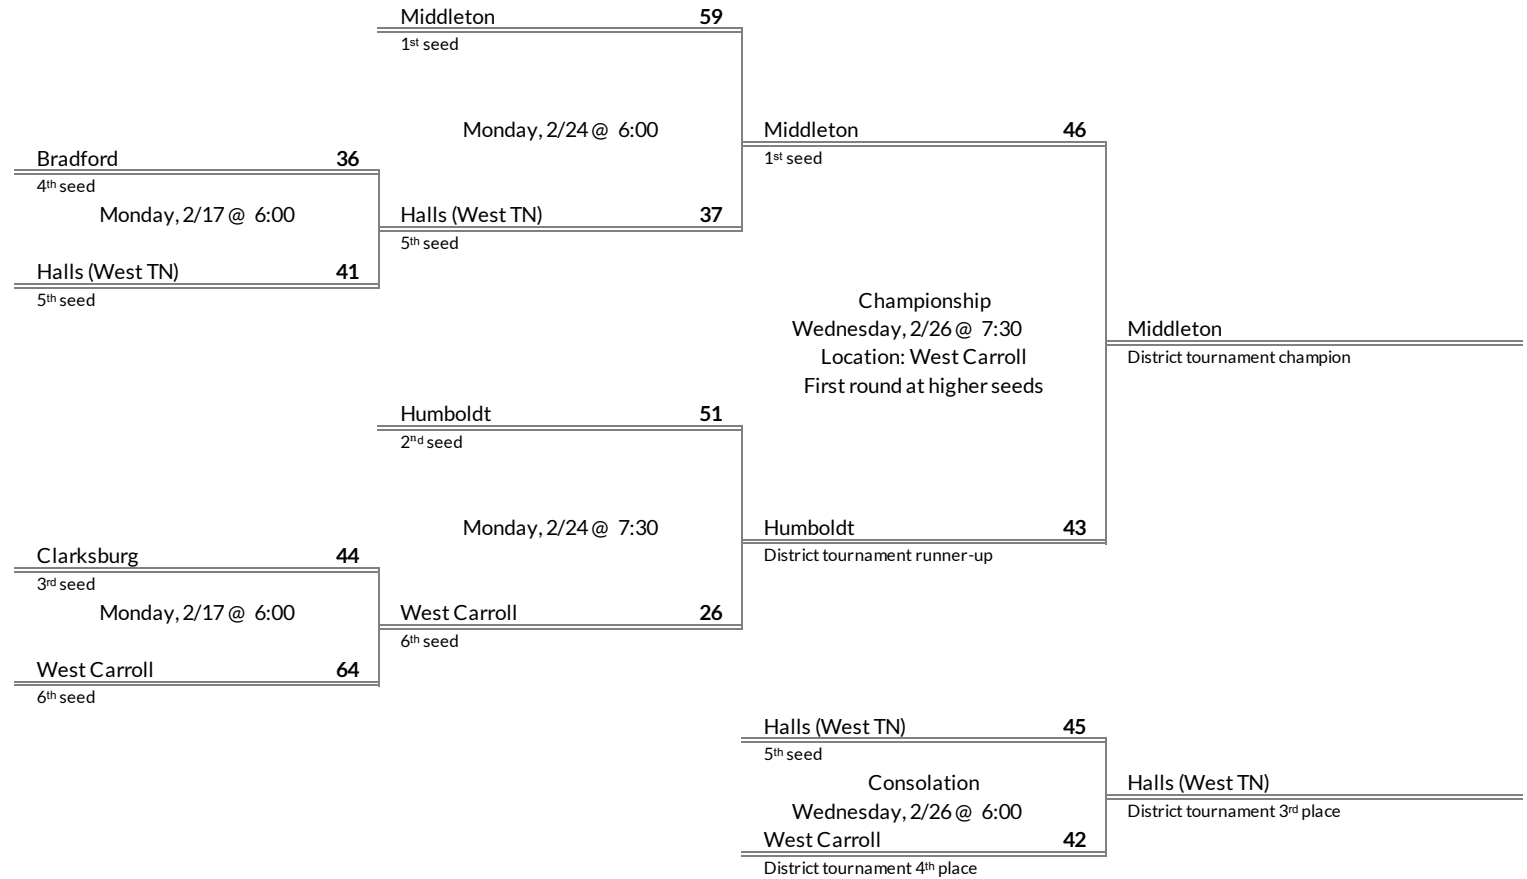 Middleton 59
1st seed
Monday, 2/24 @ 6:00
Middleton 46
1st seed
Bradford 36
4th seed
Monday, 2/17 @ 6:00
Halls (West TN) 37
5th seed
Halls (West TN) 41
5th seed
Championship
Wednesday, 2/26 @ 7:30
Location: West Carroll
First round at higher seeds
Middleton
District tournament champion
Humboldt 51
2nd seed
Monday, 2/24 @ 7:30
Humboldt 43
District tournament runner-up
Clarksburg 44
3rd seed
Monday, 2/17 @ 6:00
West Carroll 26
6th seed
West Carroll 64
6th seed
Halls (West TN) 45
5th seed
Consolation
Wednesday, 2/26 @ 6:00
Halls (West TN)
District tournament 3rd place
West Carroll 42
District tournament 4th place